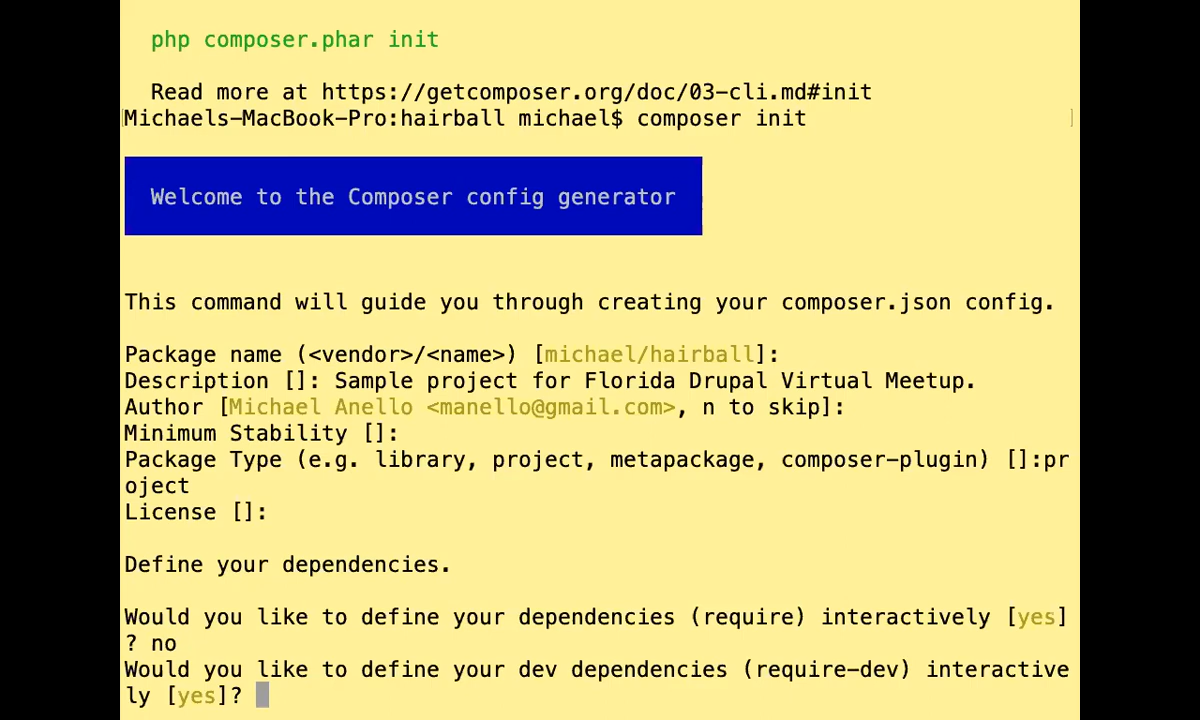 php composer.phar init
Read more at https://getcomposer.org/doc/03-cli.md#init
Michaels-MacBook-Pro:hairball michael$ composer init
Welcome to the Composer config generator
This command will guide you through creating your composer.json config.
Package name (<vendor>/<name>) [michael/hairball]:
Description []: Sample project for Florida Drupal Virtual Meetup.
Author [Michael Anello <manello@gmail.com>, n to skip]:
Minimum Stability []:
Package Type (e.g. library, project, metapackage, composer-plugin) []:pr
oject
License []:
Define your dependencies.
Would you like to define your dependencies (require) interactively [yes]
? no
Would you like to define your dev dependencies (require-dev) interactive
ly [yes]?